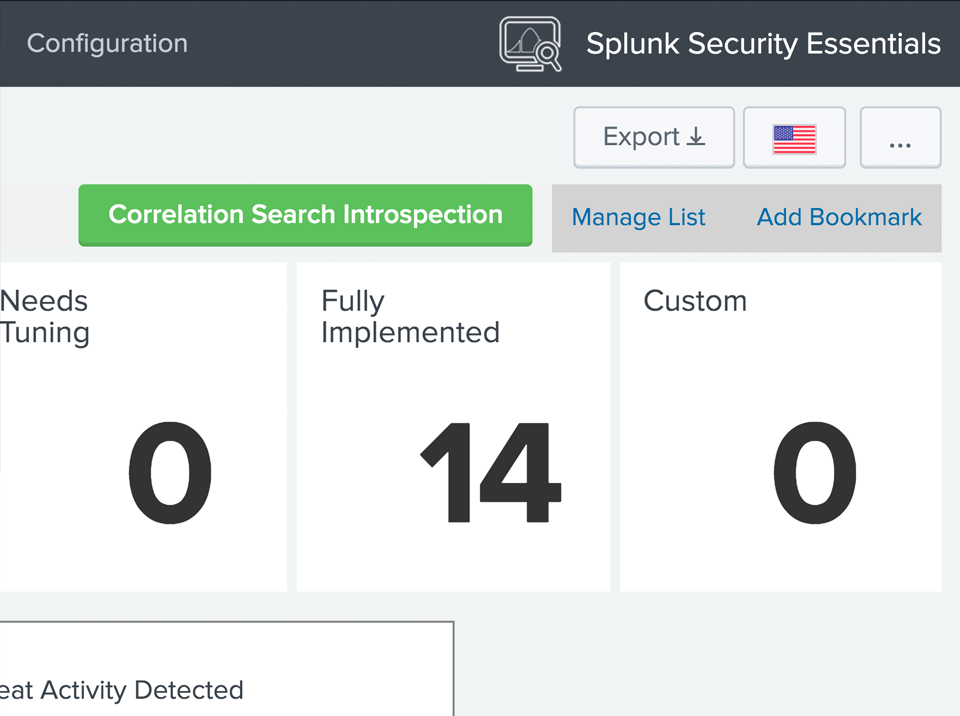 Configuration
Splunk Security Essentials
Export
...
Correlation Search Introspection
Manage List
Add Bookmark
Needs
Tuning
0
Fully
Implemented
14
Custom
0
eat Activity Detected